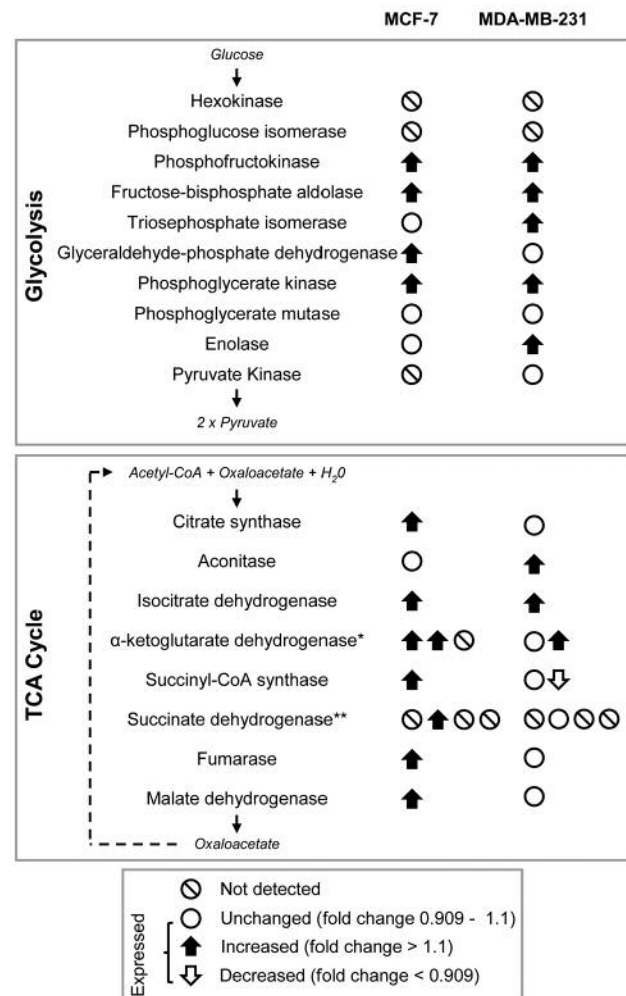 MCF-7 MDA-MB-231
Glycolysis
Glucose
Hexokinase
Phosphoglucose isomerase
Phosphofructokinase
Fructose-bisphosphate aldolase
Triosephosphate isomerase
Glyceraldehyde-phosphate dehydrogenase
Phosphoglycerate kinase
Phosphoglycerate mutase
Enolase
Pyruvate Kinase
2 x Pyruvate
TCA Cycle
Acetyl-CoA + Oxaloacetate + H₂0
Citrate synthase
Aconitase
Isocitrate dehydrogenase
α-ketoglutarate dehydrogenase*
Succinyl-CoA synthase
Succinate dehydrogenase**
Fumarase
Malate dehydrogenase
Oxaloacetate
Not detected
Expressed
Unchanged (fold change 0.909 - 1.1)
Increased (fold change > 1.1)
Decreased (fold change < 0.909)